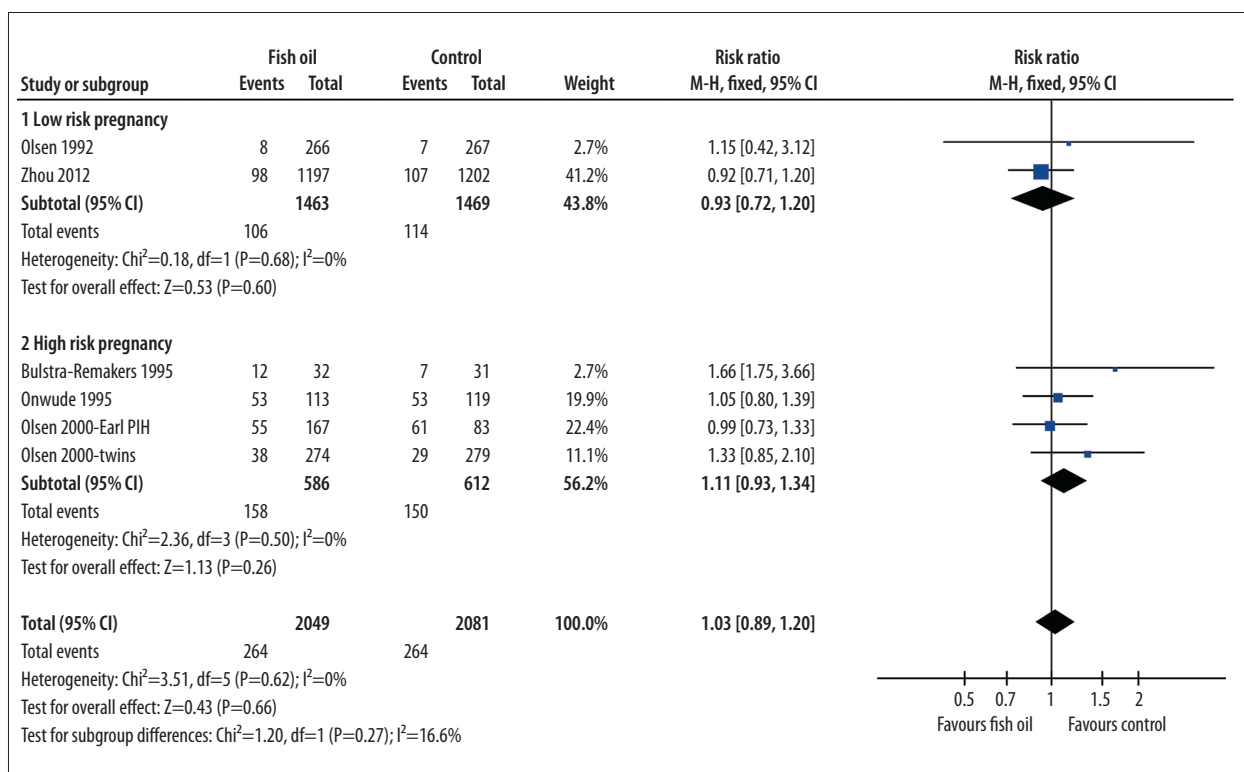 Fish oil Control Risk ratio Risk ratio
Study or subgroup Events Total Events Total Weight M-H, fixed, 95% CI M-H, fixed, 95% CI
1 Low risk pregnancy
Olsen 1992 8 266 7 267 2.7% 1.15 [0.42, 3.12]
Zhou 2012 98 1197 107 1202 41.2% 0.92 [0.71, 1.20]
Subtotal (95% CI) 1463 1469 43.8% 0.93 [0.72, 1.20]
Total events 106 114
Heterogeneity: Chi²=0.18, df=1 (P=0.68); I²=0%
Test for overall effect: Z=0.53 (P=0.60)
2 High risk pregnancy
Bulstra-Remakers 1995 12 32 7 31 2.7% 1.66 [1.75, 3.66]
Onwude 1995 53 113 53 119 19.9% 1.05 [0.80, 1.39]
Olsen 2000-Earl PIH 55 167 61 83 22.4% 0.99 [0.73, 1.33]
Olsen 2000-twins 38 274 29 279 11.1% 1.33 [0.85, 2.10]
Subtotal (95% CI) 586 612 56.2% 1.11 [0.93, 1.34]
Total events 158 150
Heterogeneity: Chi²=2.36, df=3 (P=0.50); I²=0%
Test for overall effect: Z=1.13 (P=0.26)
Total (95% CI) 2049 2081 100.0% 1.03 [0.89, 1.20]
Total events 264 264
Heterogeneity: Chi²=3.51, df=5 (P=0.62); I²=0%
Test for overall effect: Z=0.43 (P=0.66)
Test for subgroup differences: Chi²=1.20, df=1 (P=0.27); I²=16.6%
0.5 0.7 1 1.5 2
Favours fish oil Favours control